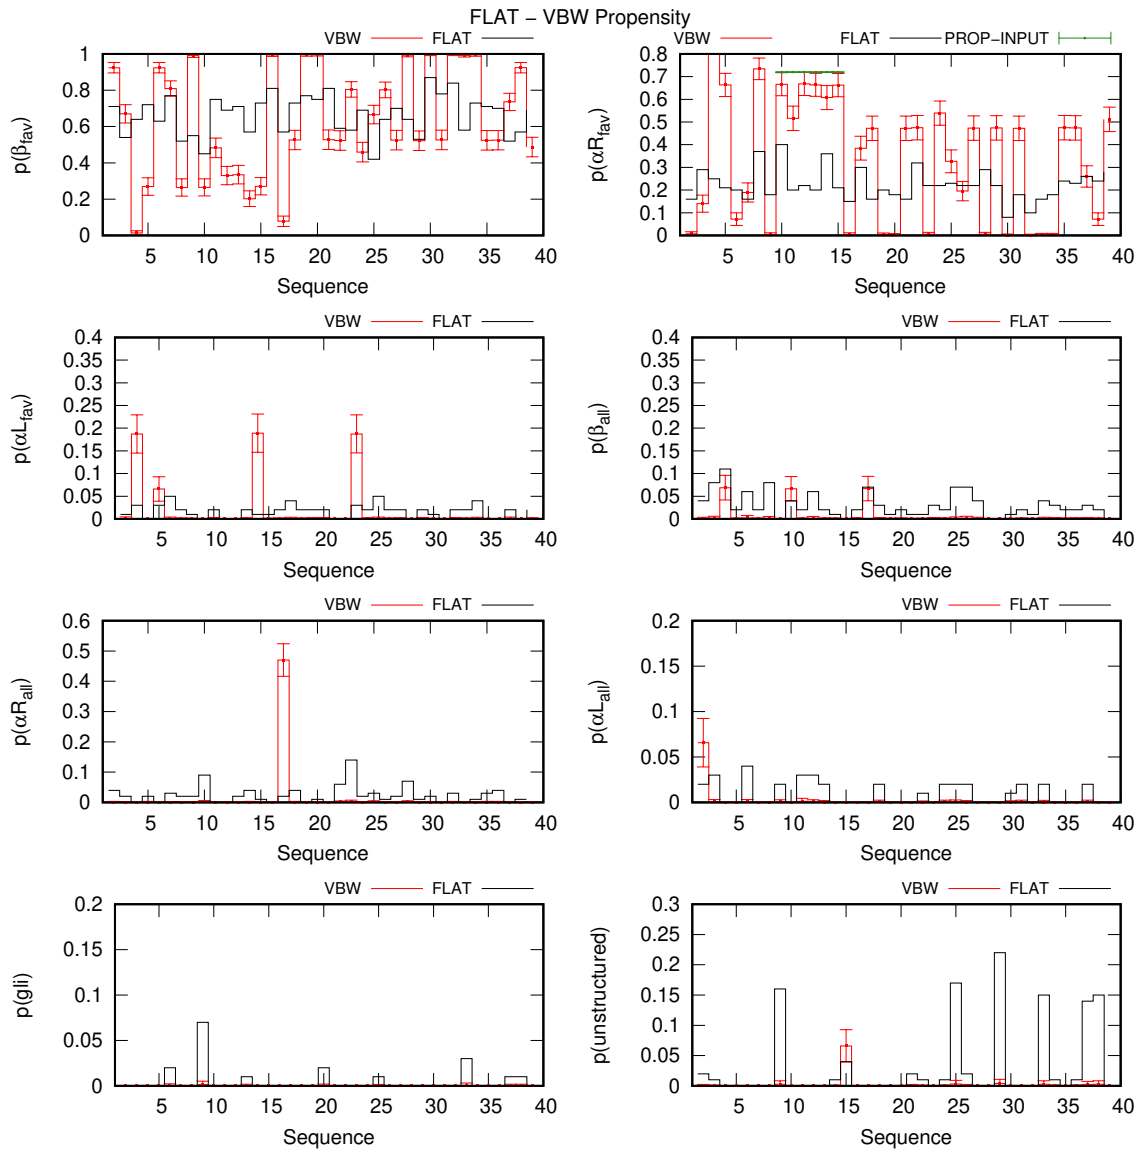 FLAT − VBW Propensity
VBW FLAT
1
0.8
0.6
0.4
0.2
0
p(βfav)
5 10 15 20 25 30 35 40
Sequence
VBW FLAT PROP−INPUT
0.8
0.7
0.6
0.5
0.4
0.3
0.2
0.1
0
p(αRfav)
5 10 15 20 25 30 35 40
Sequence
VBW FLAT
0.4
0.35
0.3
0.25
0.2
0.15
0.1
0.05
0
p(αLfav)
5 10 15 20 25 30 35 40
Sequence
VBW FLAT
0.4
0.35
0.3
0.25
0.2
0.15
0.1
0.05
0
p(βall)
5 10 15 20 25 30 35 40
Sequence
VBW FLAT
0.6
0.5
0.4
0.3
0.2
0.1
0
p(αRall)
5 10 15 20 25 30 35 40
Sequence
VBW FLAT
0.2
0.15
0.1
0.05
0
p(αLall)
5 10 15 20 25 30 35 40
Sequence
VBW FLAT
0.2
0.15
0.1
0.05
0
p(gli)
5 10 15 20 25 30 35 40
Sequence
VBW FLAT
0.3
0.25
0.2
0.15
0.1
0.05
0
p(unstructured)
5 10 15 20 25 30 35 40
Sequence